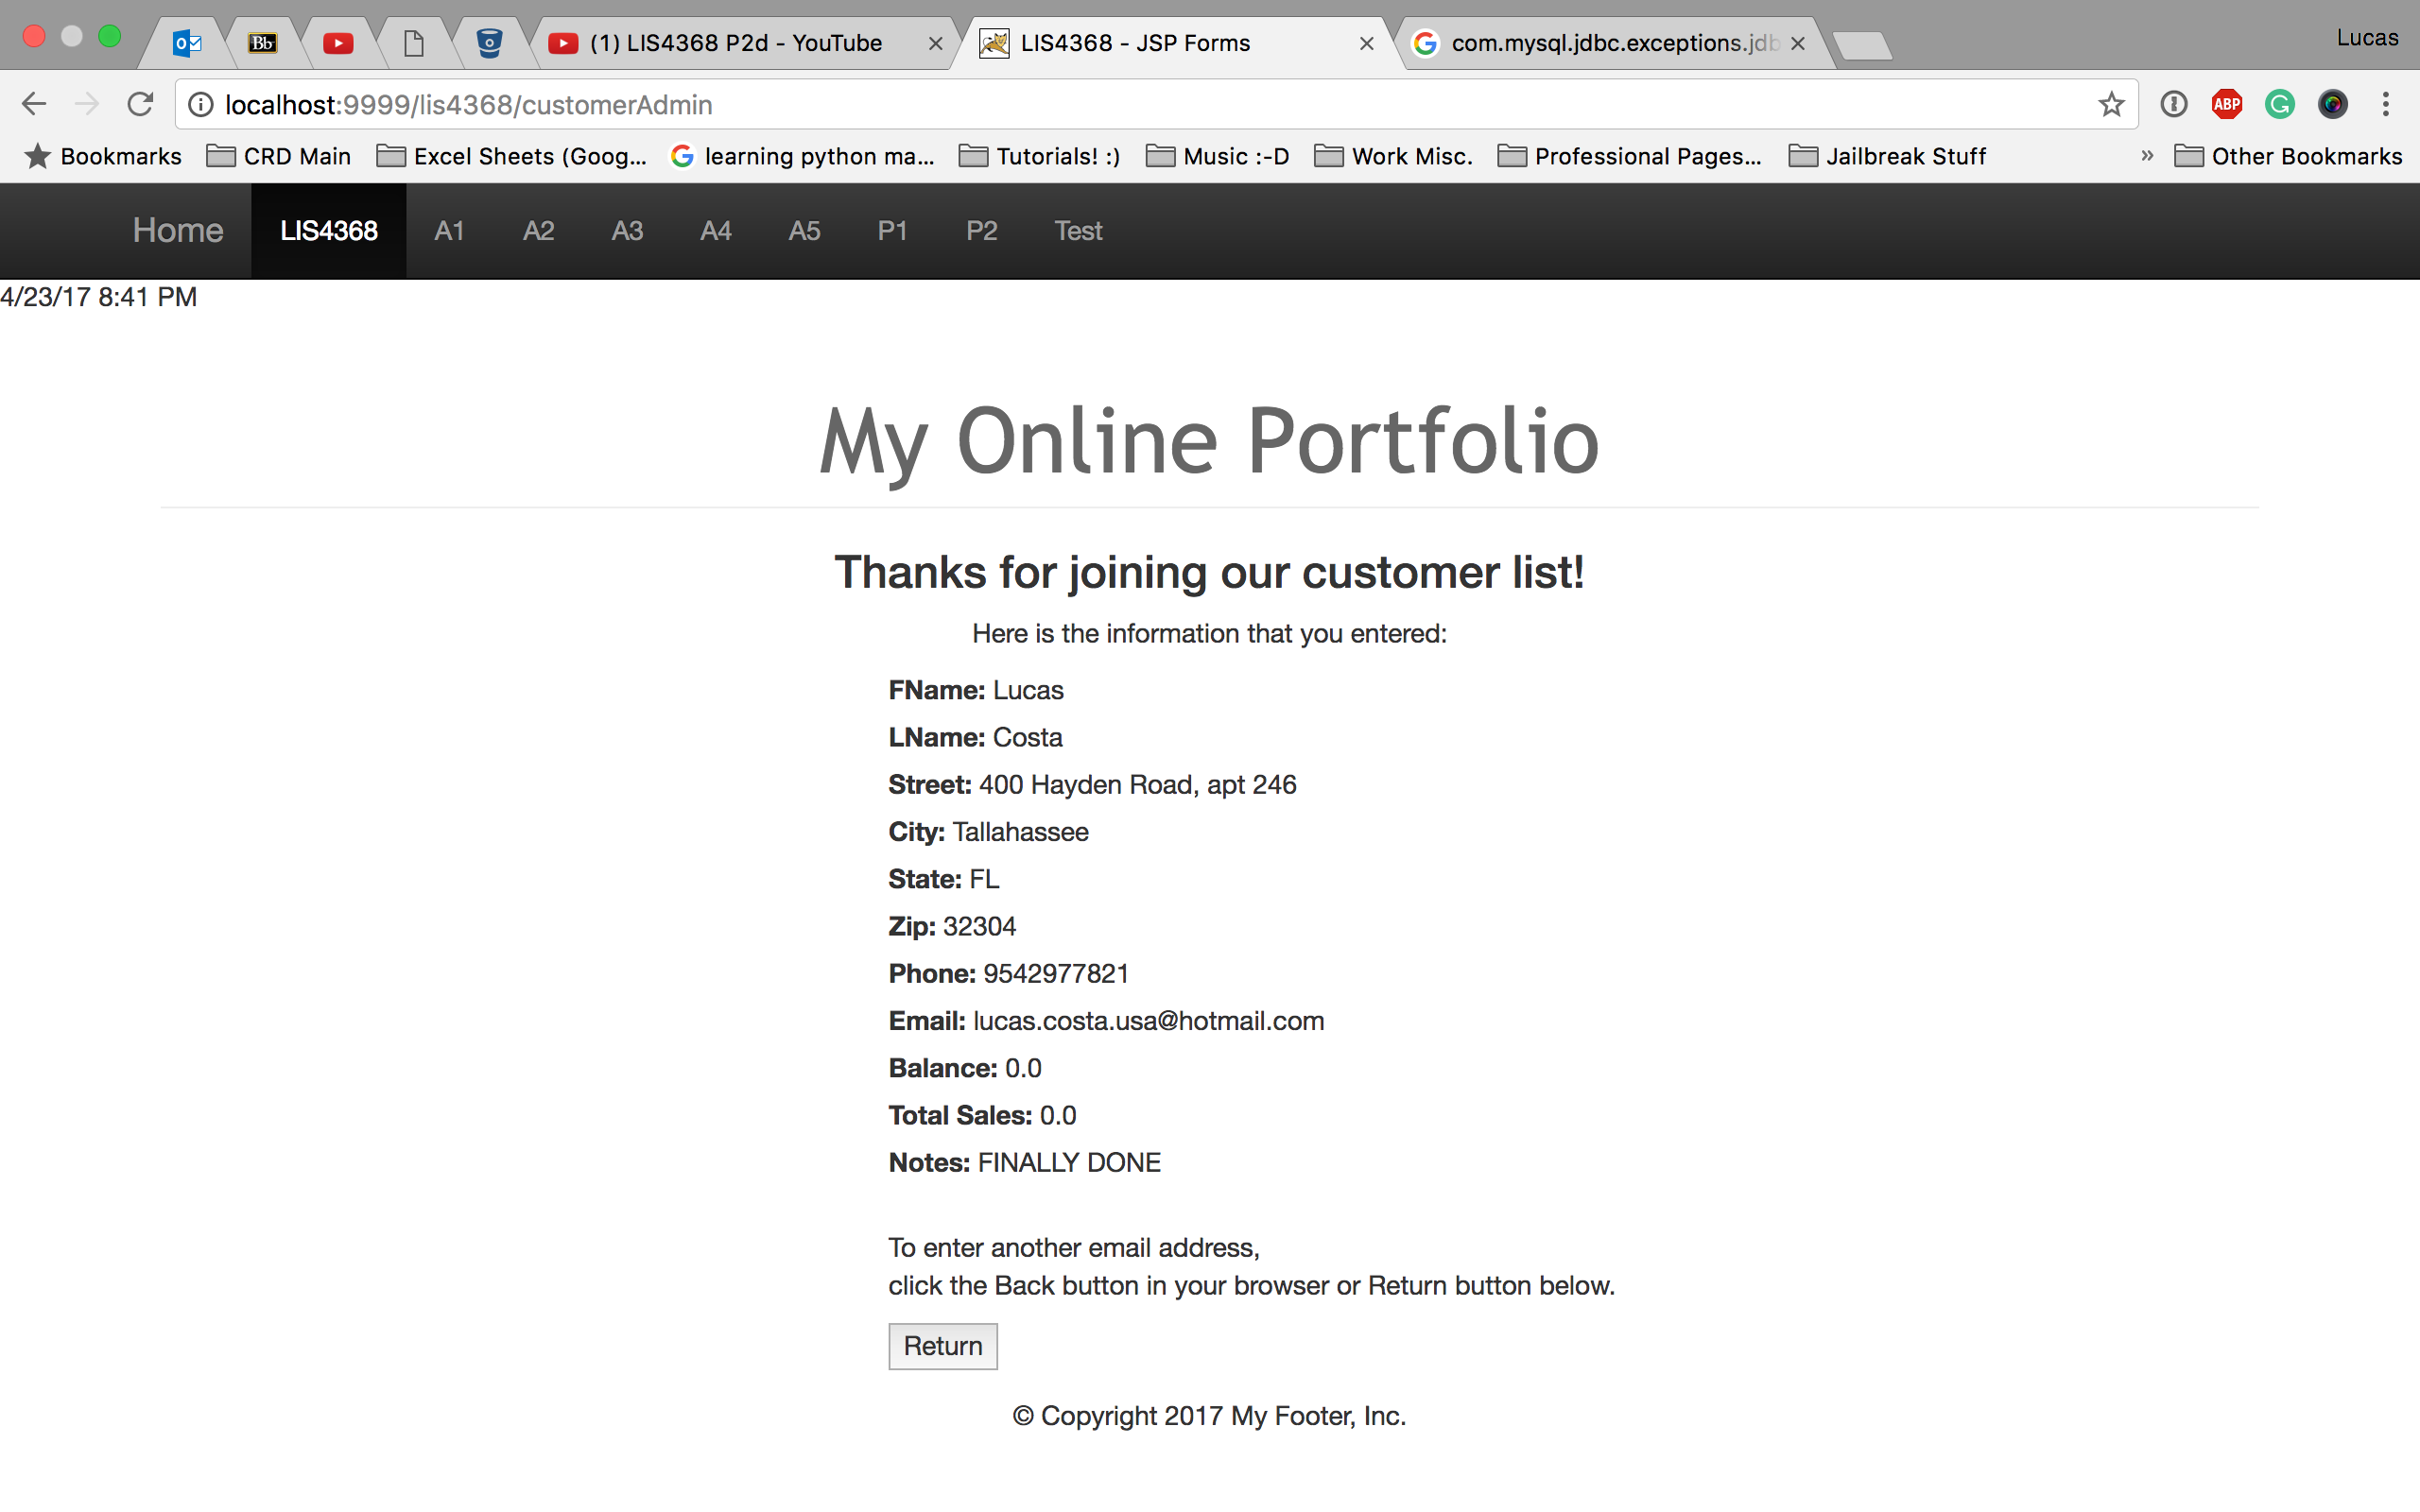 (1) LIS4368 P2d - YouTube
LIS4368 - JSP Forms
com.mysql.jdbc.exceptions.jdb
Lucas
localhost:9999/lis4368/customerAdmin
ABP
Bookmarks
CRD Main
Excel Sheets (Goog...
learning python ma...
Tutorials! :)
Music :-D
Work Misc.
Professional Pages...
Jailbreak Stuff
»
Other Bookmarks
Home LIS4368 A1 A2 A3 A4 A5 P1 P2 Test
4/23/17 8:41 PM
My Online Portfolio
Thanks for joining our customer list!
Here is the information that you entered:
FName: Lucas
LName: Costa
Street: 400 Hayden Road, apt 246
City: Tallahassee
State: FL
Zip: 32304
Phone: 9542977821
Email: lucas.costa.usa@hotmail.com
Balance: 0.0
Total Sales: 0.0
Notes: FINALLY DONE
To enter another email address,
click the Back button in your browser or Return button below.
Return
© Copyright 2017 My Footer, Inc.